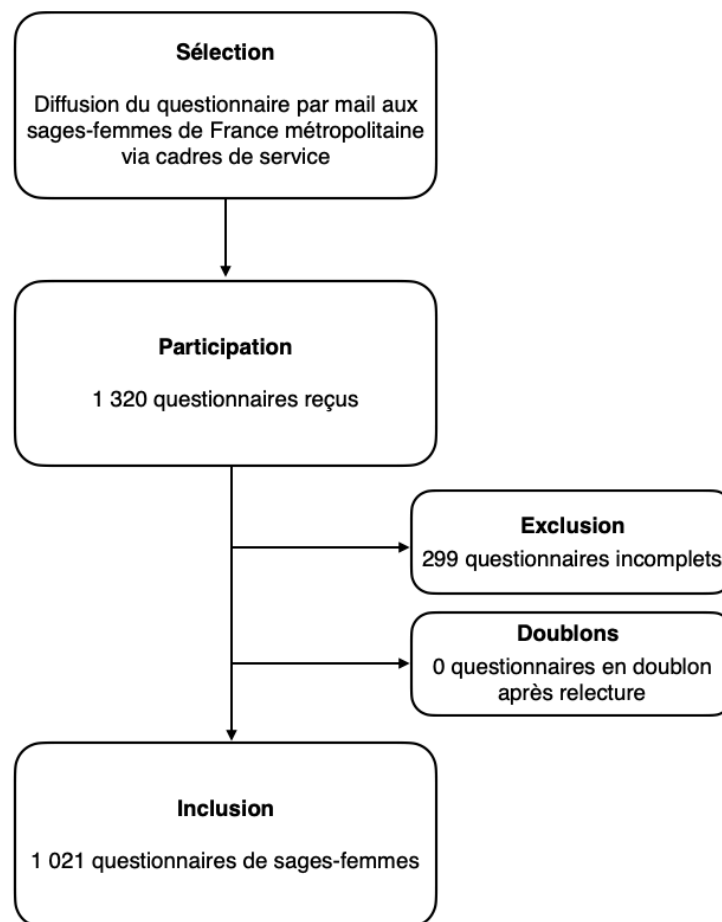 Sélection
Diffusion du questionnaire par mail aux
sages-femmes de France métropolitaine
via cadres de service
Participation
1 320 questionnaires reçus
Exclusion
299 questionnaires incomplets
Doublons
0 questionnaires en doublon
après relecture
Inclusion
1 021 questionnaires de sages-femmes